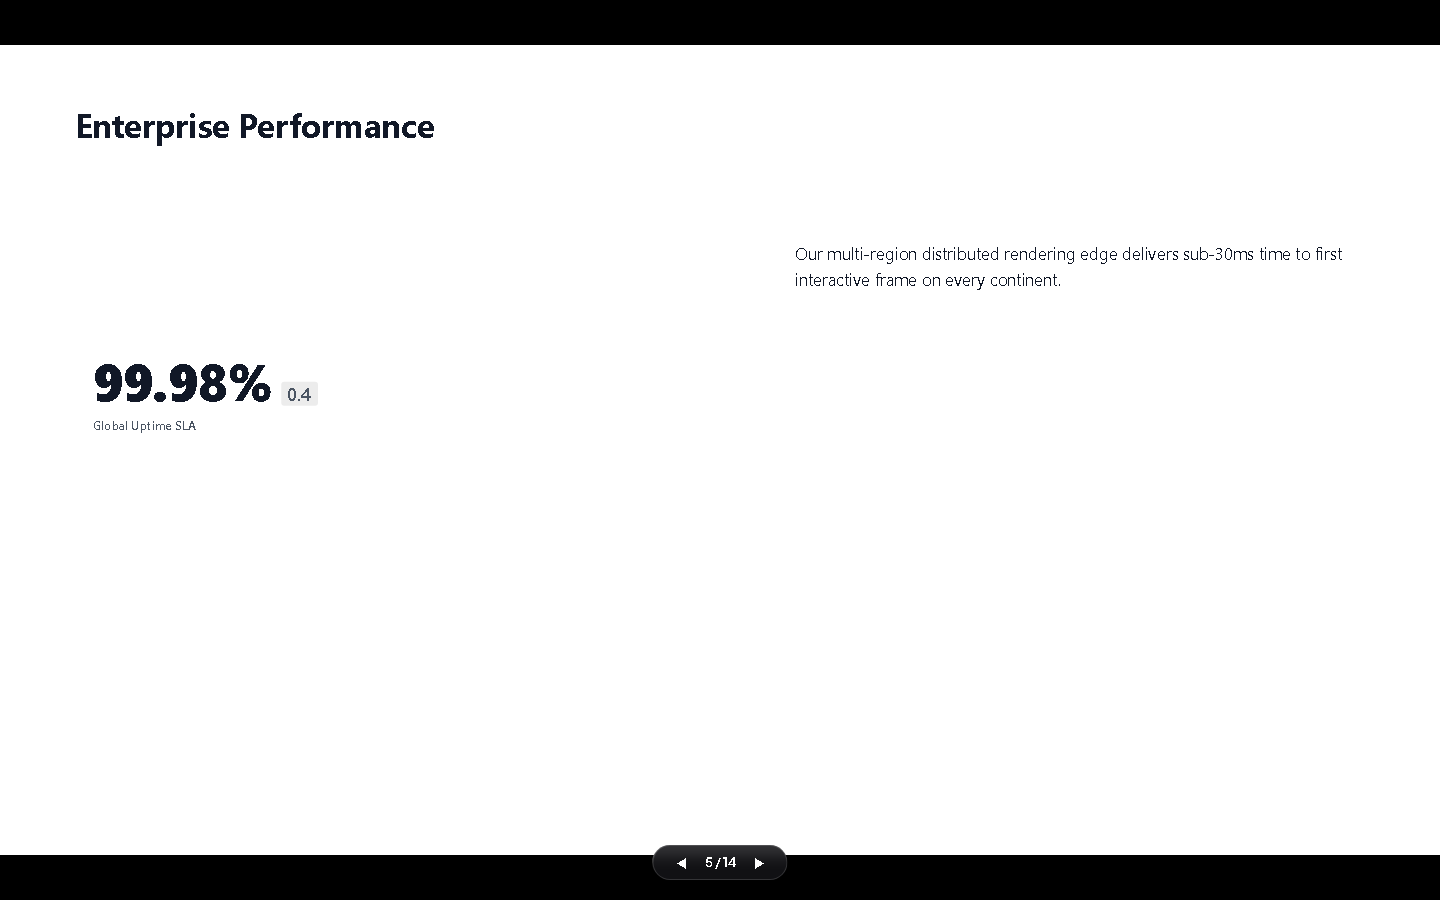 Enterprise Performance
Our multi-region distributed rendering edge delivers sub-30ms time to first
interactive frame on every continent.
99.98% 0.4
Global Uptime SLA
◀ 5 / 14 ▶